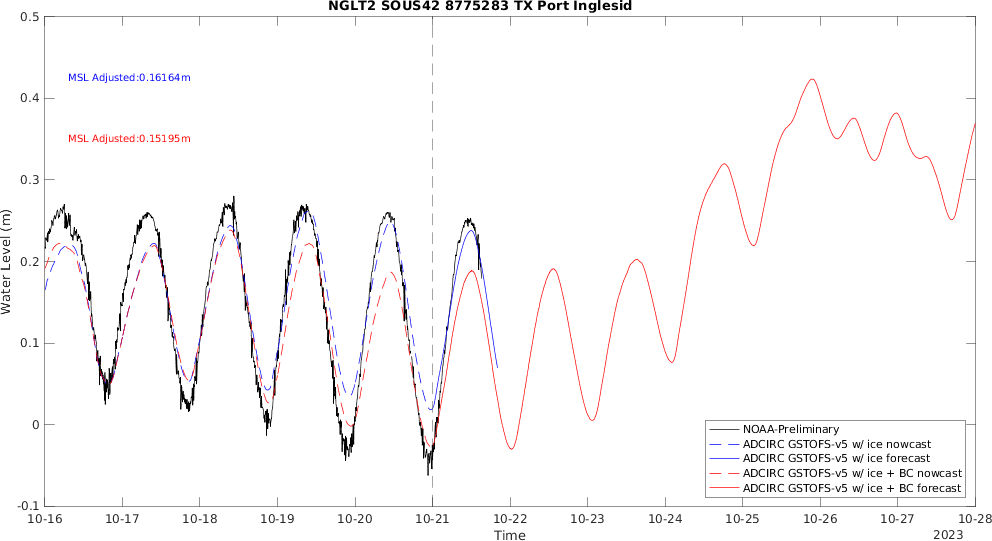 NGLT2 SOUS42 8775283 TX Port Inglesid
MSL Adjusted:0.16164m
MSL Adjusted:0.15195m
Water Level (m)
0.5
0.4
0.3
0.2
0.1
0
-0.1
10-16 10-17 10-18 10-19 10-20 10-21 10-22 10-23 10-24 10-25 10-26 10-27 10-28
Time
2023
NOAA-Preliminary
ADCIRC GSTOFS-v5 w/ ice nowcast
ADCIRC GSTOFS-v5 w/ ice forecast
ADCIRC GSTOFS-v5 w/ ice + BC nowcast
ADCIRC GSTOFS-v5 w/ ice + BC forecast